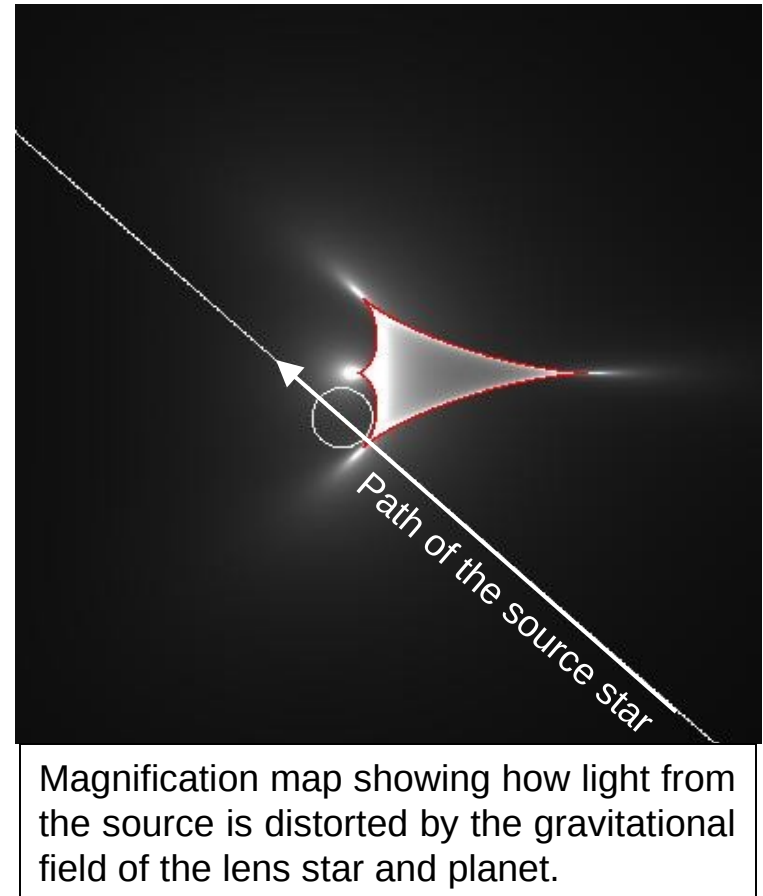 Path of the source star
Magnification map showing how light from
the source is distorted by the gravitational
field of the lens star and planet.